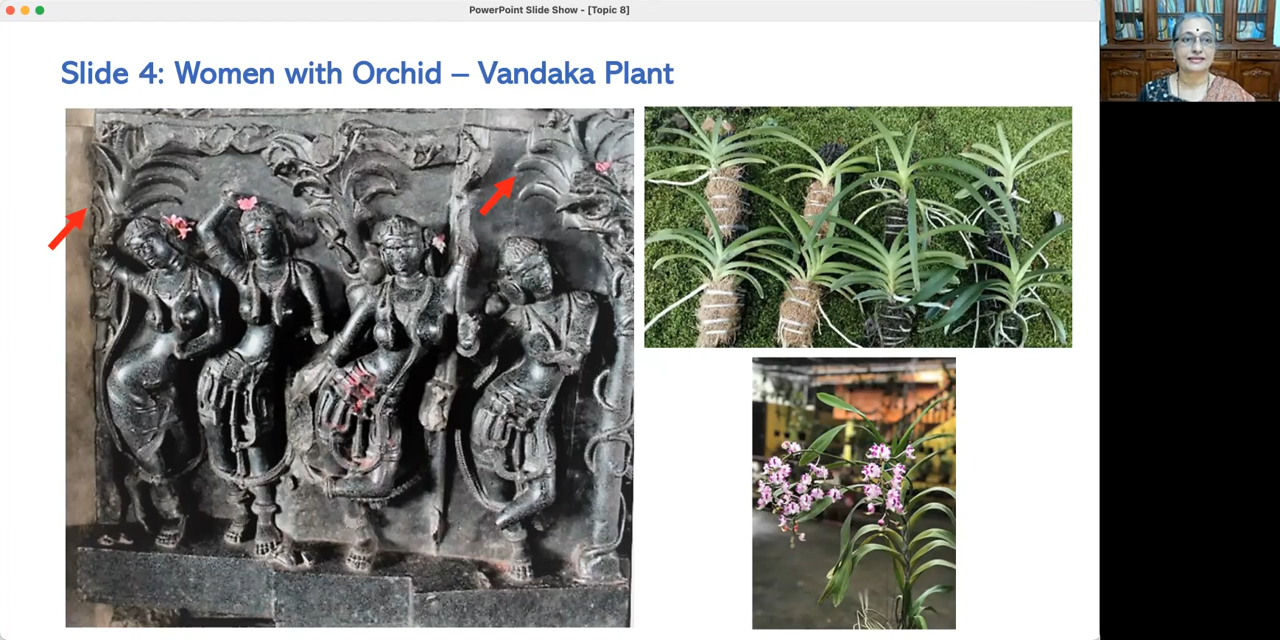 PowerPoint Slide Show - [Topic 8]
Slide 4: Women with Orchid – Vandaka Plant